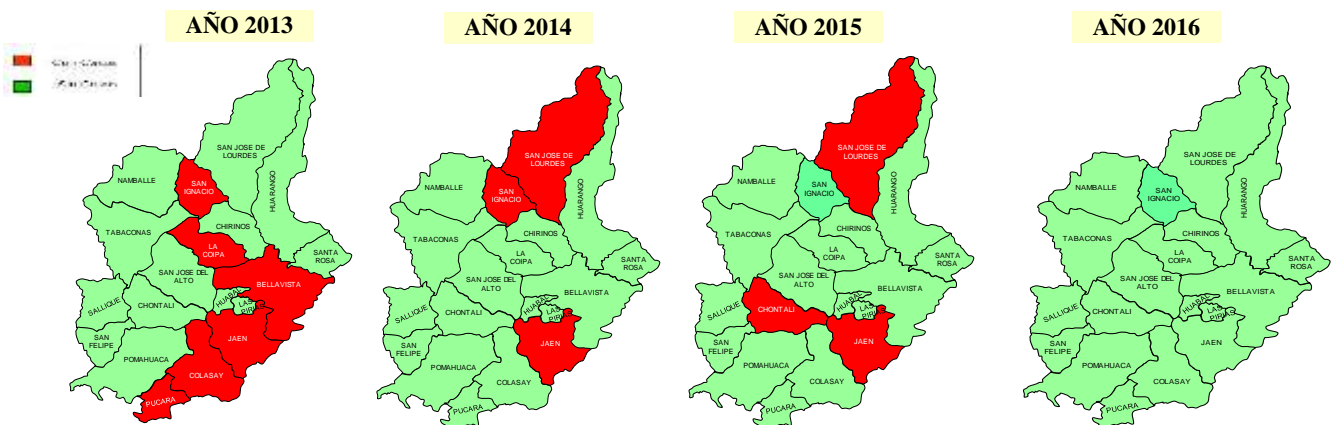 AÑO 2013
AÑO 2014
AÑO 2015
AÑO 2016
SAN JOSE DE
LOURDES
NAMBALLE
SAN
IGNACIO
HUARANGO
TABACONAS
CHIRINOS
LA
COIPA
SANTA
ROSA
SAN JOSE DEL
ALTO
BELLAVISTA
HUABAL
LAS
PIRIAS
SALLIQUE
CHONTALI
JAEN
SAN
FELIPE
POMAHUACA
COLASAY
PUCARA
SAN JOSE DE
LOURDES
NAMBALLE
SAN
IGNACIO
HUARANGO
TABACONAS
CHIRINOS
LA
COIPA
SANTA
ROSA
SAN JOSE DEL
ALTO
BELLAVISTA
HUABAL
LAS
SALLIQUE
CHONTALI
JAEN
SAN
FELIPE
POMAHUACA
COLASAY
PUCARA
SAN JOSE DE
LOURDES
NAMBALLE
SAN
IGNACIO
HUARANGO
TABACONAS
CHIRINOS
LA
COIPA
SANTA
ROSA
SAN JOSE DEL
ALTO
BELLAVISTA
HUABAL
LAS
SALLIQUE
CHONTALI
JAEN
SAN
FELIPE
POMAHUACA
COLASAY
PUCARA
SAN JOSE DE
LOURDES
NAMBALLE
SAN
IGNACIO
HUARANGO
TABACONAS
CHIRINOS
LA
COIPA
SANTA
ROSA
SAN JOSE DEL
ALTO
BELLAVISTA
HUABAL
LAS
SALLIQUE
CHONTALI
JAEN
SAN
FELIPE
POMAHUACA
COLASAY
PUCARA